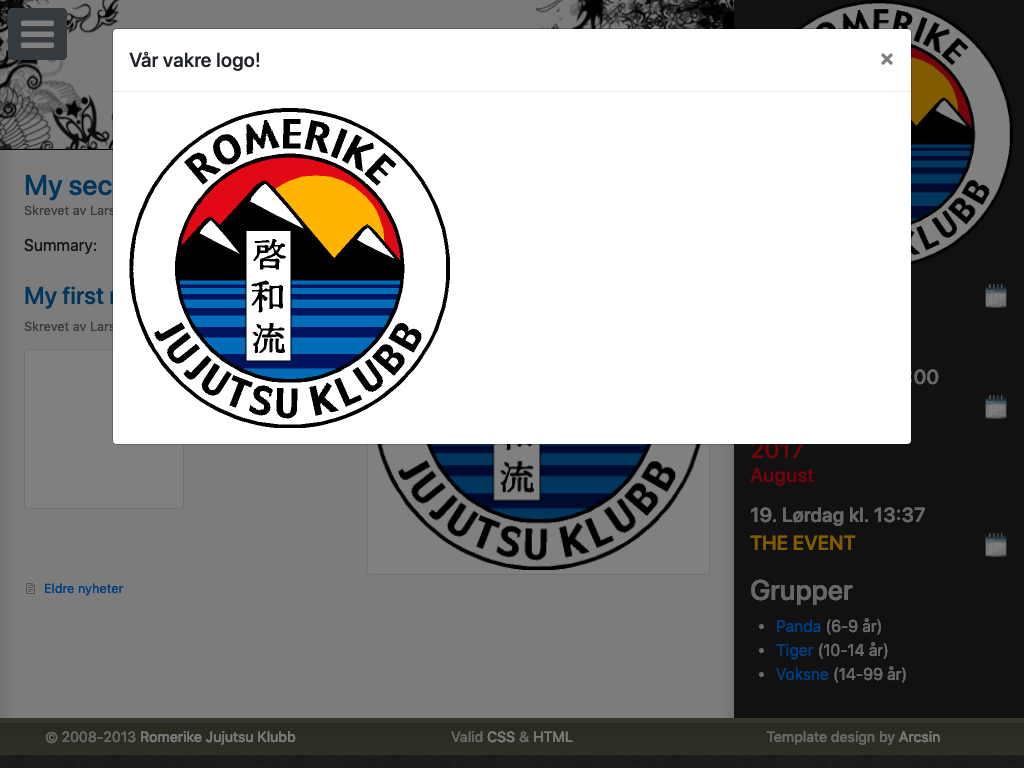 Vår vakre logo!
×
ROMERIKE
啓
和
流
JUJUTSU KLUBB
My sec
Skrevet av Lars
Summary:
My first
Skrevet av Lars
流
JUJUTSU KLUBB
Eldre nyheter
RIKE
KLUBB
:00
2017
August
19. Lørdag kl. 13:37
THE EVENT
Grupper
• Panda (6-9 år)
• Tiger (10-14 år)
• Voksne (14-99 år)
© 2008-2013 Romerike Jujutsu Klubb
Valid CSS & HTML
Template design by Arcsin